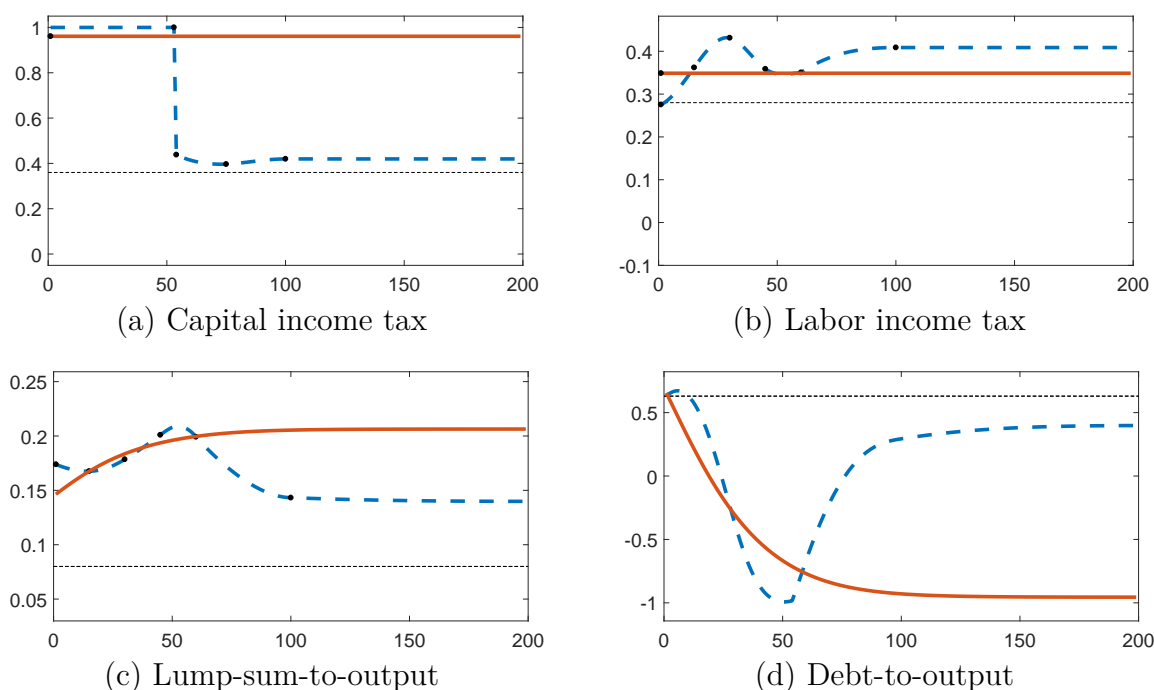 1
0.8
0.6
0.4
0.2
0
0 50 100 150 200
(a) Capital income tax
0.4
0.3
0.2
0.1
0
-0.1
0 50 100 150 200
(b) Labor income tax
0.25
0.2
0.15
0.1
0.05
0 50 100 150 200
(c) Lump-sum-to-output
0.5
0
-0.5
-1
0 50 100 150 200
(d) Debt-to-output